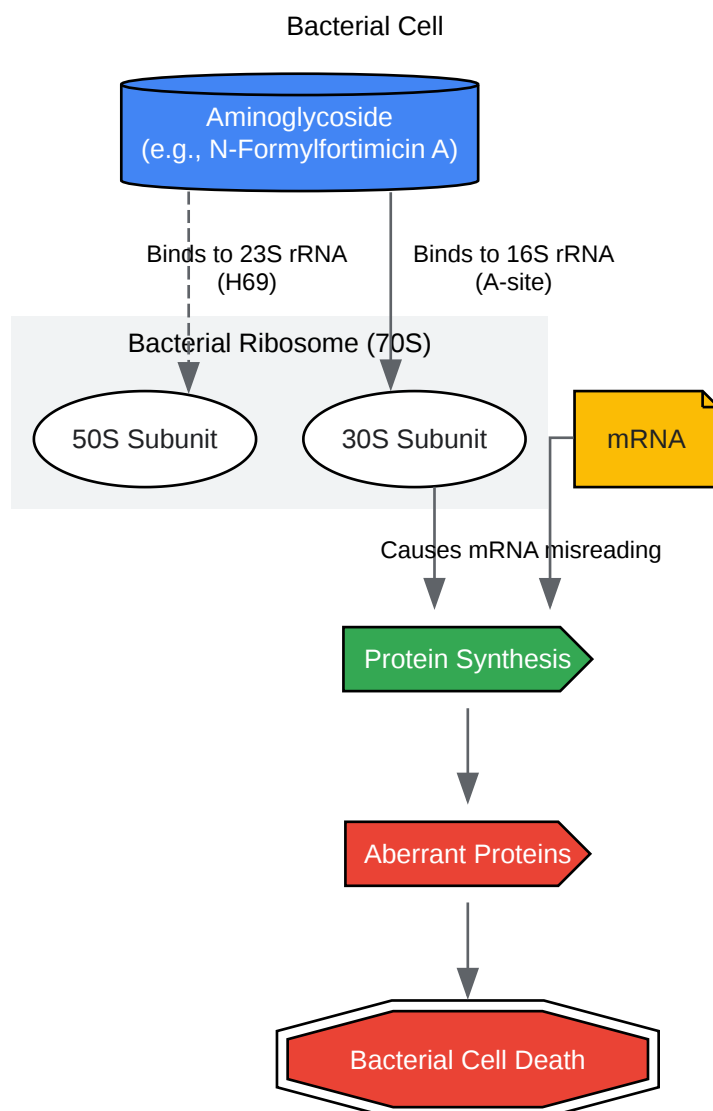 Bacterial Cell
Aminoglycoside
(e.g., N-Formylfortimicin A)
Binds to 23S rRNA
(H69)
Binds to 16S rRNA
(A-site)
Bacterial Ribosome (70S)
50S Subunit
30S Subunit
mRNA
Causes mRNA misreading
Protein Synthesis
Aberrant Proteins
Bacterial Cell Death